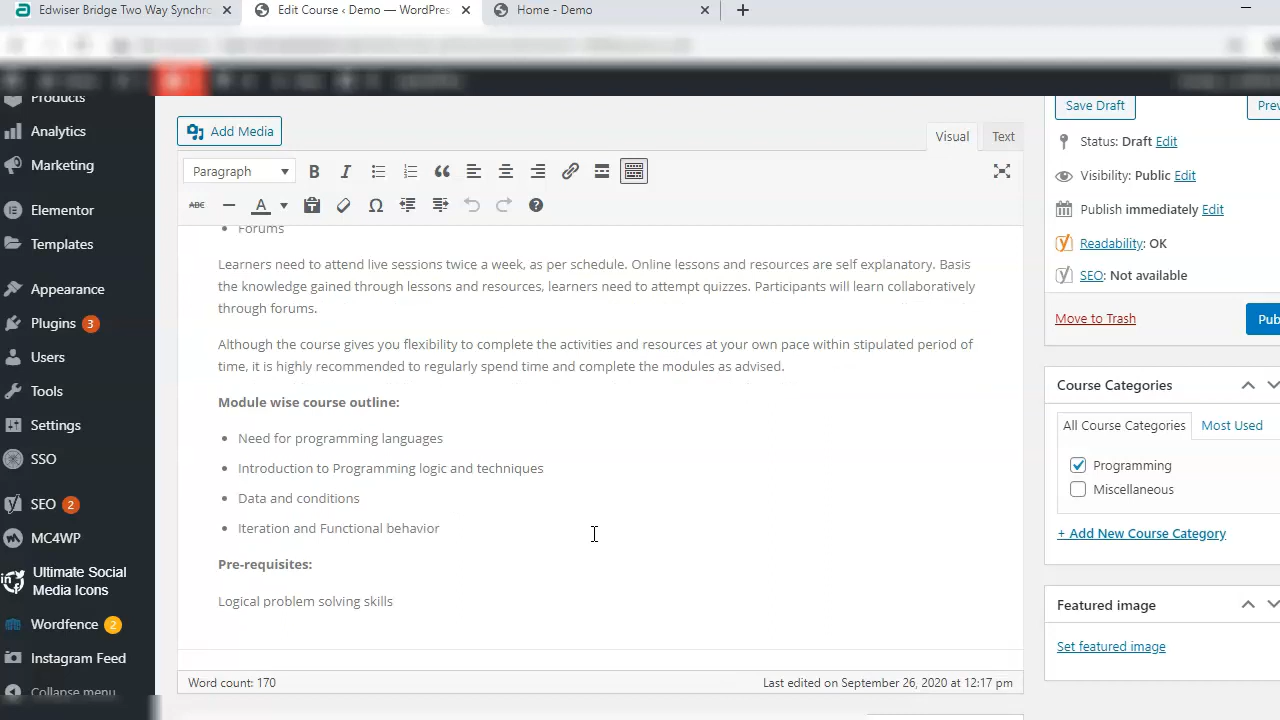 Edwiser Bridge Two Way Synchro
Edit Course ‹ Demo — WordPres
Home - Demo
Products
Analytics
Marketing
Elementor
Templates
Appearance
Plugins 3
Users
Tools
Settings
SSO
SEO 2
MC4WP
Ultimate Social
Media Icons
Wordfence 2
Instagram Feed
Collapse menu
Add Media
Visual
Text
Paragraph
B
I
ABC
A
Forums
Learners need to attend live sessions twice a week, as per schedule. Online lessons and resources are self explanatory. Basis
the knowledge gained through lessons and resources, learners need to attempt quizzes. Participants will learn collaboratively
through forums.
Although the course gives you flexibility to complete the activities and resources at your own pace within stipulated period of
time, it is highly recommended to regularly spend time and complete the modules as advised.
Module wise course outline:
Need for programming languages
Introduction to Programming logic and techniques
Data and conditions
Iteration and Functional behavior
Pre-requisites:
Logical problem solving skills
Word count: 170
Last edited on September 26, 2020 at 12:17 pm
Save Draft
Prev
Status: Draft Edit
Visibility: Public Edit
Publish immediately Edit
Readability: OK
SEO: Not available
Move to Trash
Pub
Course Categories
All Course Categories
Most Used
Programming
Miscellaneous
+ Add New Course Category
Featured image
Set featured image